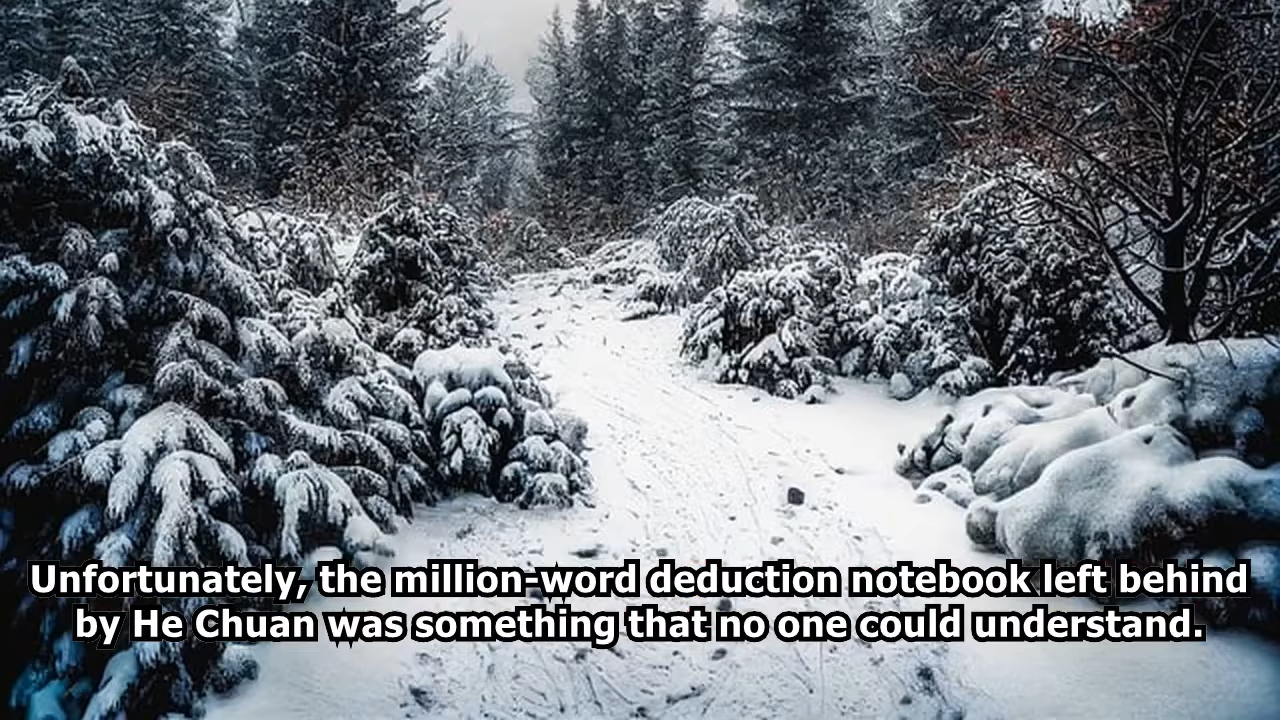 Unfortunately, the million-word deduction notebook left behind
by He Chuan was something that no one could understand.